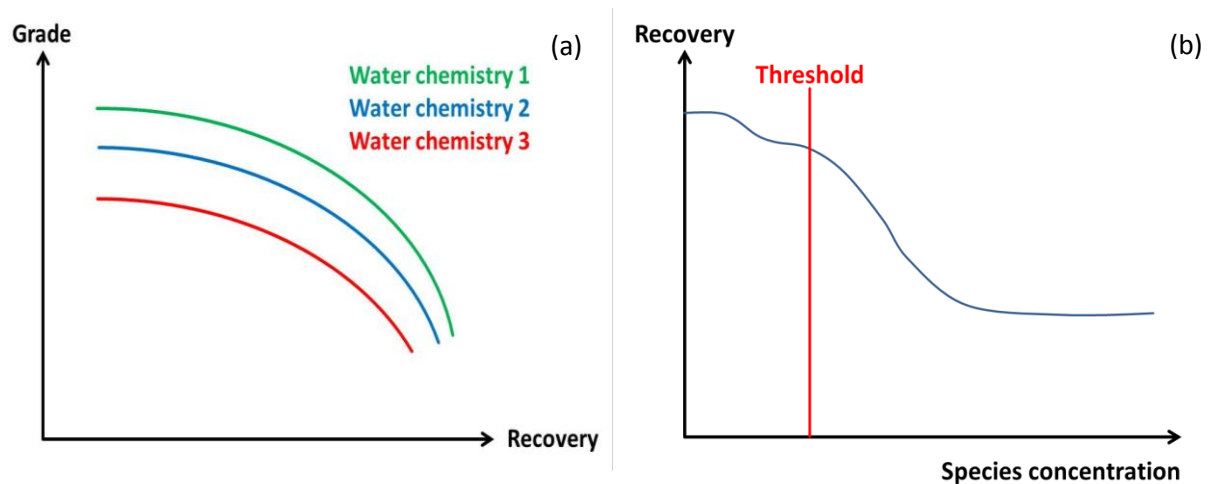 Grade
(a)
Water chemistry 1
Water chemistry 2
Water chemistry 3
Recovery
Recovery
(b)
Threshold
Species concentration